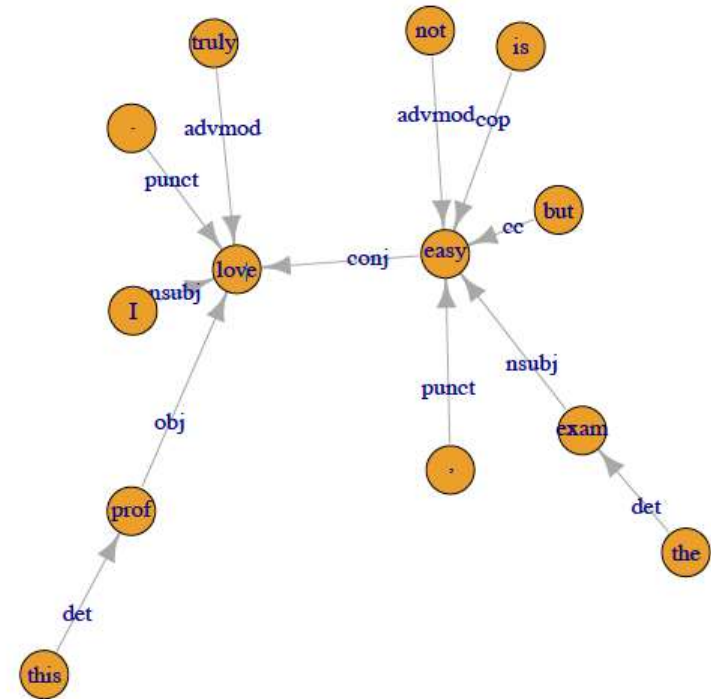 truly
not
is
.
advmod
advmod
cop
punct
but
cc
easy
conj
love
nsubj
I
nsubj
punct
obj
exam
,
prof
det
the
det
this